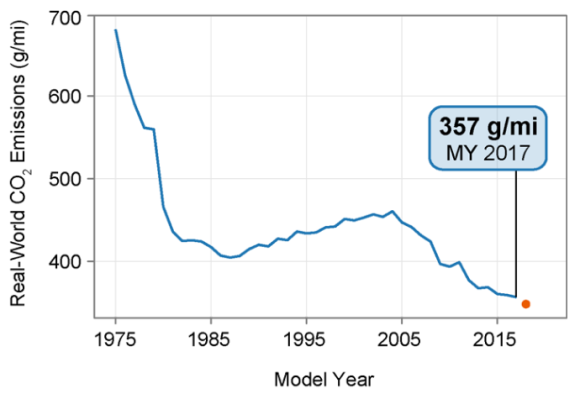 Real-World CO₂ Emissions (g/mi)
700
600
500
400
357 g/mi
MY 2017
1975 1985 1995 2005 2015
Model Year